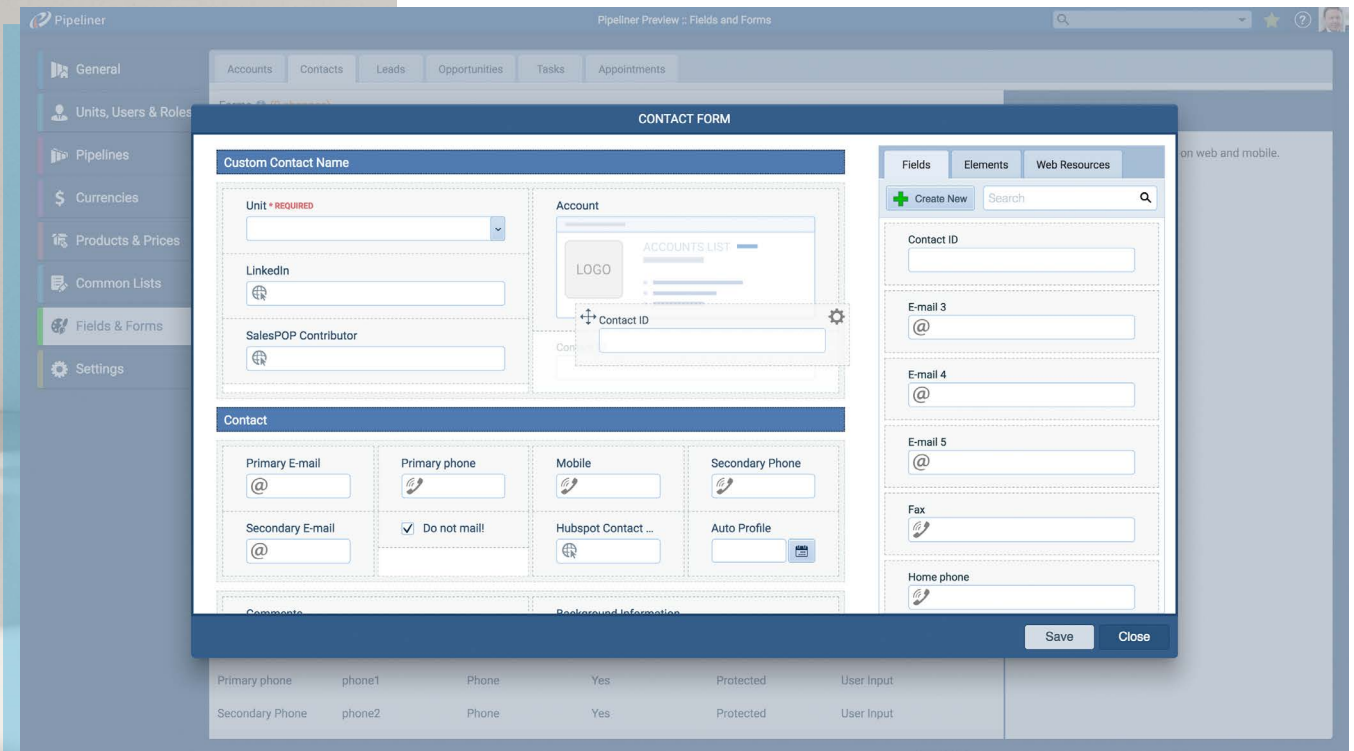 Pipeliner
Pipeliner Preview :: Fields and Forms
General
Units, Users & Roles
Pipelines
Currencies
Products & Prices
Common Lists
Fields & Forms
Settings
Accounts Contacts Leads Opportunities Tasks Appointments
CONTACT FORM
on web and mobile.
Custom Contact Name
Unit * REQUIRED
Account
ACCOUNTS LIST
LOGO
LinkedIn
SalesPOP Contributor
Contact ID
Contact
Primary E-mail Primary phone Mobile Secondary Phone
Secondary E-mail Do not mail! Hubspot Contact ... Auto Profile
Comments Background Information
Fields Elements Web Resources
Create New Search
Contact ID
E-mail 3
E-mail 4
E-mail 5
Fax
Home phone
Save Close
Primary phone phone1 Phone Yes Protected User Input
Secondary Phone phone2 Phone Yes Protected User Input